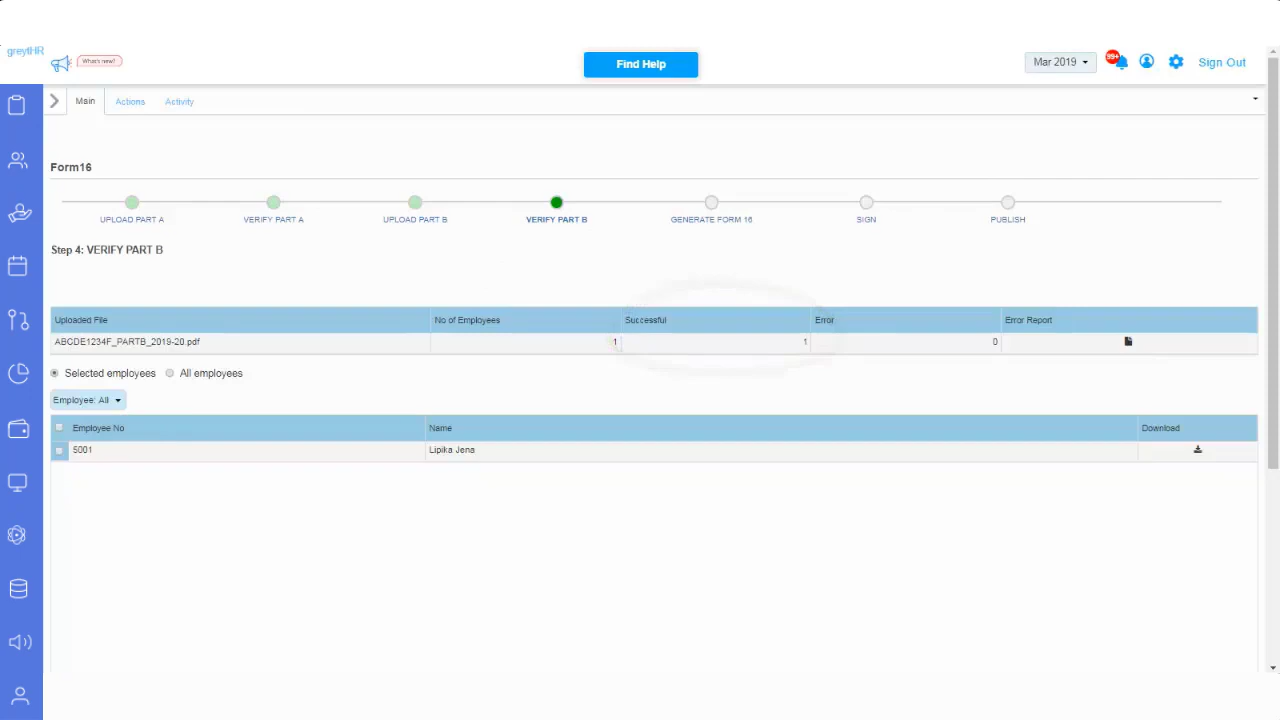 greytHR
What's new!
Find Help
Mar 2019
99+
Sign Out
Main Actions Activity
Form16
UPLOAD PART A VERIFY PART A UPLOAD PART B VERIFY PART B GENERATE FORM 16 SIGN PUBLISH
Step 4: VERIFY PART B
Uploaded File No of Employees Successful Error Error Report
ABCDE1234F_PARTB_2019-20.pdf 1 1 0
Selected employees All employees
Employee: All
Employee No Name Download
5001 Lipika Jena